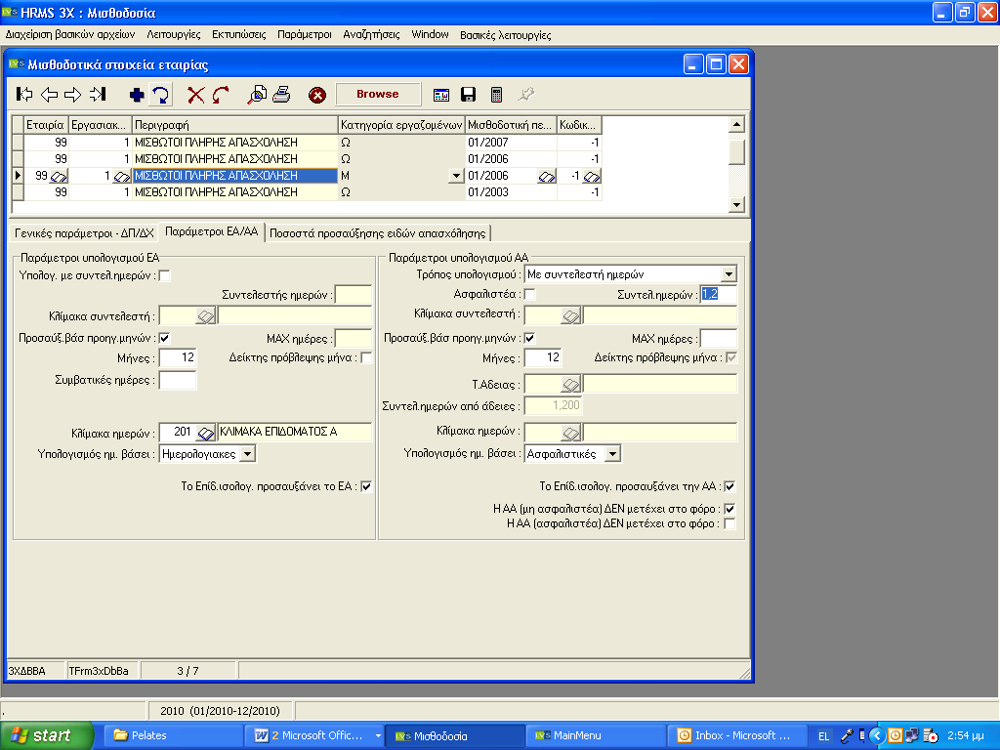 HRMS 3X : Μισθοδοσία
Διαχείριση βασικών αρχείων Λειτουργίες Εκτυπώσεις Παράμετροι Αναζητήσεις Window Βασικές λειτουργίες
Μισθοδοτικά στοιχεία εταιρίας
Browse
Εταιρία Εργασιακ... Περιγραφή Κατηγορία εργαζομένων Μισθοδοτική πε... Κωδικ...
99 1 ΜΙΣΘΩΤΟΙ ΠΛΗΡΗΣ ΑΠΑΣΧΟΛΗΣΗ Ω 01/2007 -1
99 1 ΜΙΣΘΩΤΟΙ ΠΛΗΡΗΣ ΑΠΑΣΧΟΛΗΣΗ Ω 01/2006 -1
99 1 ΜΙΣΘΩΤΟΙ ΠΛΗΡΗΣ ΑΠΑΣΧΟΛΗΣΗ Μ 01/2006 -1
99 1 ΜΙΣΘΩΤΟΙ ΠΛΗΡΗΣ ΑΠΑΣΧΟΛΗΣΗ Ω 01/2003 -1
Γενικές παράμετροι - ΔΠ/ΔΧ Παράμετροι ΕΑ/ΑΑ Ποσοστά προσαύξησης ειδών απασχόλησης
Παράμετροι υπολογισμού ΕΑ
Υπολογ. με συντελ.ημερών :
Συντελεστής ημερών :
Κλίμακα συντελεστή :
Προσαύξ.βάσ προηγ.μηνών : MAX ημέρες :
Μήνες : 12 Δείκτης πρόβλεψης μήνα :
Συμβατικές ημέρες :
Κλίμακα ημερών : 201 ΚΛΙΜΑΚΑ ΕΠΙΔΟΜΑΤΟΣ Α
Υπολογισμός ημ. βάσει : Ημερολογιακες
Το Επίδ.ισολογ. προσαυξάνει το ΕΑ :
Παράμετροι υπολογισμού ΑΑ
Τρόπος υπολογισμού : Με συντελεστή ημερών
Ασφαλιστέα : Συντελ.ημερών : 1,2
Κλίμακα συντελεστή :
Προσαύξ.βάσ προηγ.μηνών : MAX ημέρες :
Μήνες : 12 Δείκτης πρόβλεψης μήνα :
Τ.Αδειας :
Συντελ.ημερών από άδειες : 1,200
Κλίμακα ημερών :
Υπολογισμός ημ. βάσει : Ασφαλιστικές
Το Επίδ.ισολογ. προσαυξάνει την ΑΑ :
Η ΑΑ (μη ασφαλιστέα) ΔΕΝ μετέχει στο φόρο :
Η ΑΑ (ασφαλιστέα) ΔΕΝ μετέχει στο φόρο :
3ΧΔΒΒΑ TFrm3xDbBa 3 / 7
. 2010 (01/2010-12/2010)
start Pelates 2 Microsoft Offic... Μισθοδοσία MainMenu Inbox - Microsoft ... EL 2:54 μμ